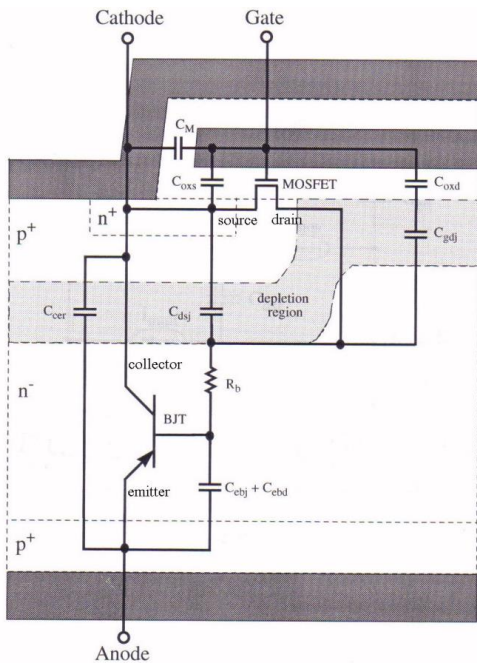 Cathode Gate
C_M
C_oxs MOSFET C_oxd
n+
p+ source drain C_gdj
depletion
region
C_cer C_dsj
collector
n- R_b
BJT
emitter C_ebj + C_ebd
p+
Anode